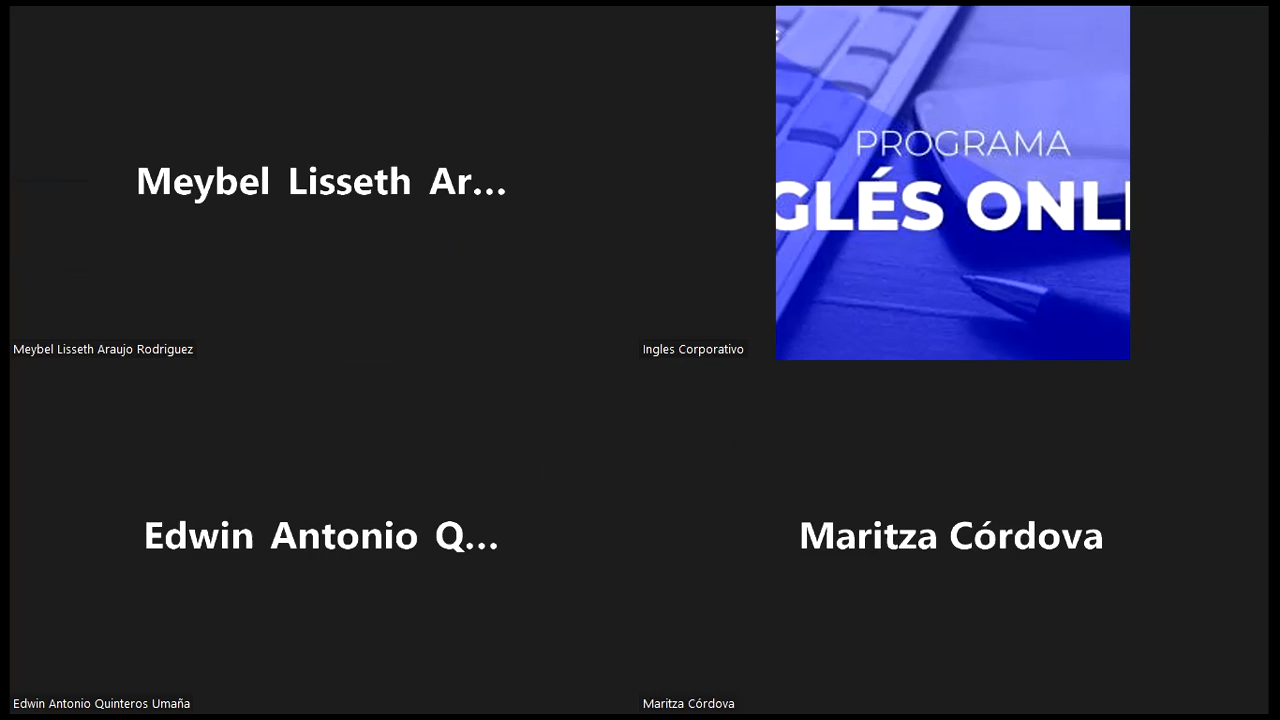 Meybel Lisseth Ar...
Meybel Lisseth Araujo Rodriguez
PROGRAMA
GLÉS ONLI
Ingles Corporativo
Edwin Antonio Q...
Edwin Antonio Quinteros Umaña
Maritza Córdova
Maritza Córdova